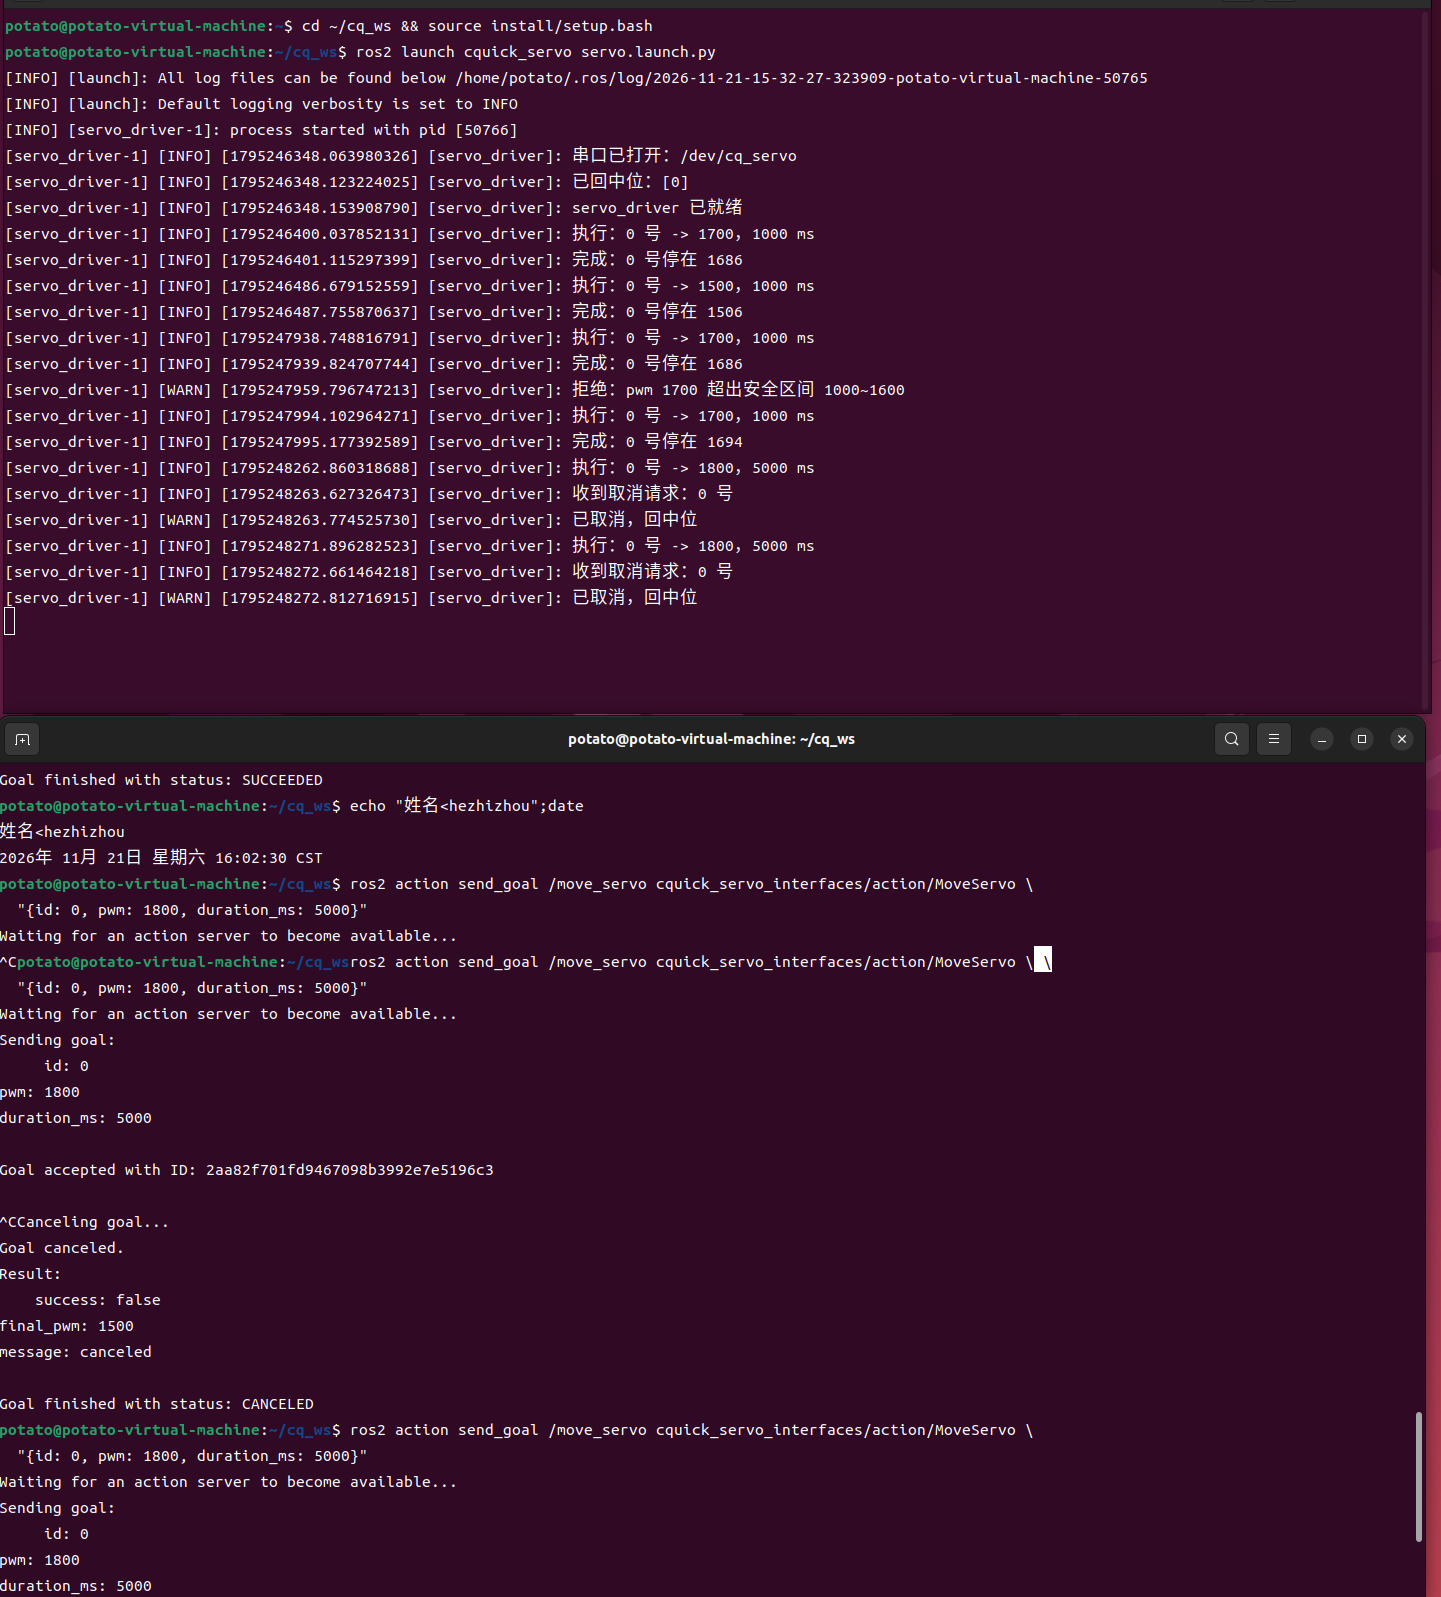 potato@potato-virtual-machine:~$ cd ~/cq_ws && source install/setup.bash
potato@potato-virtual-machine:~/cq_ws$ ros2 launch cquick_servo servo.launch.py
[INFO] [launch]: All log files can be found below /home/potato/.ros/log/2026-11-21-15-32-27-323909-potato-virtual-machine-50765
[INFO] [launch]: Default logging verbosity is set to INFO
[INFO] [servo_driver-1]: process started with pid [50766]
[servo_driver-1] [INFO] [1795246348.063980326] [servo_driver]: 串口已打开：/dev/cq_servo
[servo_driver-1] [INFO] [1795246348.123224025] [servo_driver]: 已回中位：[0]
[servo_driver-1] [INFO] [1795246348.153908790] [servo_driver]: servo_driver 已就绪
[servo_driver-1] [INFO] [1795246400.037852131] [servo_driver]: 执行：0 号 -> 1700，1000 ms
[servo_driver-1] [INFO] [1795246401.115297399] [servo_driver]: 完成：0 号停在 1686
[servo_driver-1] [INFO] [1795246486.679152559] [servo_driver]: 执行：0 号 -> 1500，1000 ms
[servo_driver-1] [INFO] [1795246487.755870637] [servo_driver]: 完成：0 号停在 1506
[servo_driver-1] [INFO] [1795247938.748816791] [servo_driver]: 执行：0 号 -> 1700，1000 ms
[servo_driver-1] [INFO] [1795247939.824707744] [servo_driver]: 完成：0 号停在 1686
[servo_driver-1] [WARN] [1795247959.796747213] [servo_driver]: 拒绝：pwm 1700 超出安全区间 1000~1600
[servo_driver-1] [INFO] [1795247994.102964271] [servo_driver]: 执行：0 号 -> 1700，1000 ms
[servo_driver-1] [INFO] [1795247995.177392589] [servo_driver]: 完成：0 号停在 1694
[servo_driver-1] [INFO] [1795248262.860318688] [servo_driver]: 执行：0 号 -> 1800，5000 ms
[servo_driver-1] [INFO] [1795248263.627326473] [servo_driver]: 收到取消请求：0 号
[servo_driver-1] [WARN] [1795248263.774525730] [servo_driver]: 已取消，回中位
[servo_driver-1] [INFO] [1795248271.896282523] [servo_driver]: 执行：0 号 -> 1800，5000 ms
[servo_driver-1] [INFO] [1795248272.661464218] [servo_driver]: 收到取消请求：0 号
[servo_driver-1] [WARN] [1795248272.812716915] [servo_driver]: 已取消，回中位
potato@potato-virtual-machine: ~/cq_ws
Goal finished with status: SUCCEEDED
potato@potato-virtual-machine:~/cq_ws$ echo "姓名<hezhizhou";date
姓名<hezhizhou
2026年 11月 21日 星期六 16:02:30 CST
potato@potato-virtual-machine:~/cq_ws$ ros2 action send_goal /move_servo cquick_servo_interfaces/action/MoveServo \
  "{id: 0, pwm: 1800, duration_ms: 5000}"
Waiting for an action server to become available...
^Cpotato@potato-virtual-machine:~/cq_wsros2 action send_goal /move_servo cquick_servo_interfaces/action/MoveServo \ \
  "{id: 0, pwm: 1800, duration_ms: 5000}"
Waiting for an action server to become available...
Sending goal:
     id: 0
pwm: 1800
duration_ms: 5000
Goal accepted with ID: 2aa82f701fd9467098b3992e7e5196c3
^CCanceling goal...
Goal canceled.
Result:
    success: false
final_pwm: 1500
message: canceled
Goal finished with status: CANCELED
potato@potato-virtual-machine:~/cq_ws$ ros2 action send_goal /move_servo cquick_servo_interfaces/action/MoveServo \
  "{id: 0, pwm: 1800, duration_ms: 5000}"
Waiting for an action server to become available...
Sending goal:
     id: 0
pwm: 1800
duration_ms: 5000